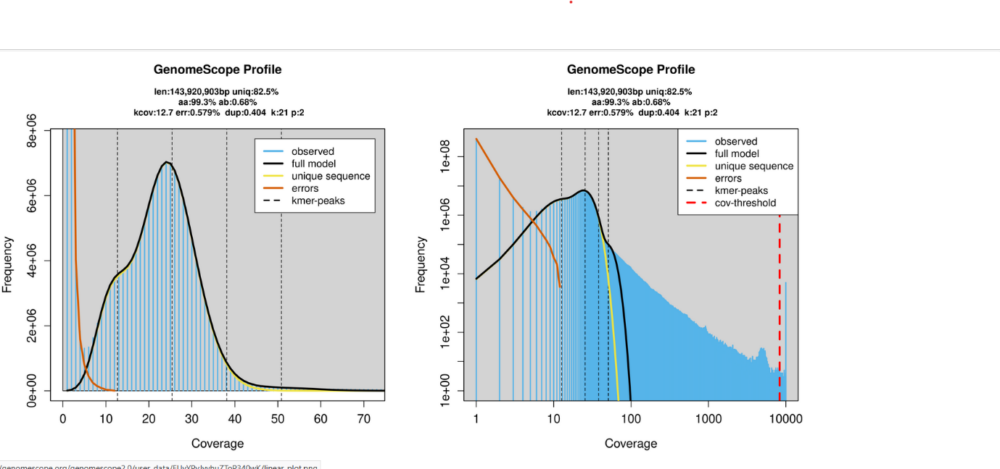 GenomeScope Profile
len:143,920,903bp uniq:82.5%
aa:99.3% ab:0.68%
kcov:12.7 err:0.579% dup:0.404 k:21 p:2
Frequency
8e+06
6e+06
4e+06
2e+06
0e+00
observed
full model
unique sequence
errors
kmer-peaks
0 10 20 30 40 50 60 70
Coverage
GenomeScope Profile
len:143,920,903bp uniq:82.5%
aa:99.3% ab:0.68%
kcov:12.7 err:0.579% dup:0.404 k:21 p:2
Frequency
1e+08
1e+06
1e+04
1e+02
1e+00
observed
full model
unique sequence
errors
kmer-peaks
cov-threshold
1 10 100 1000 10000
Coverage